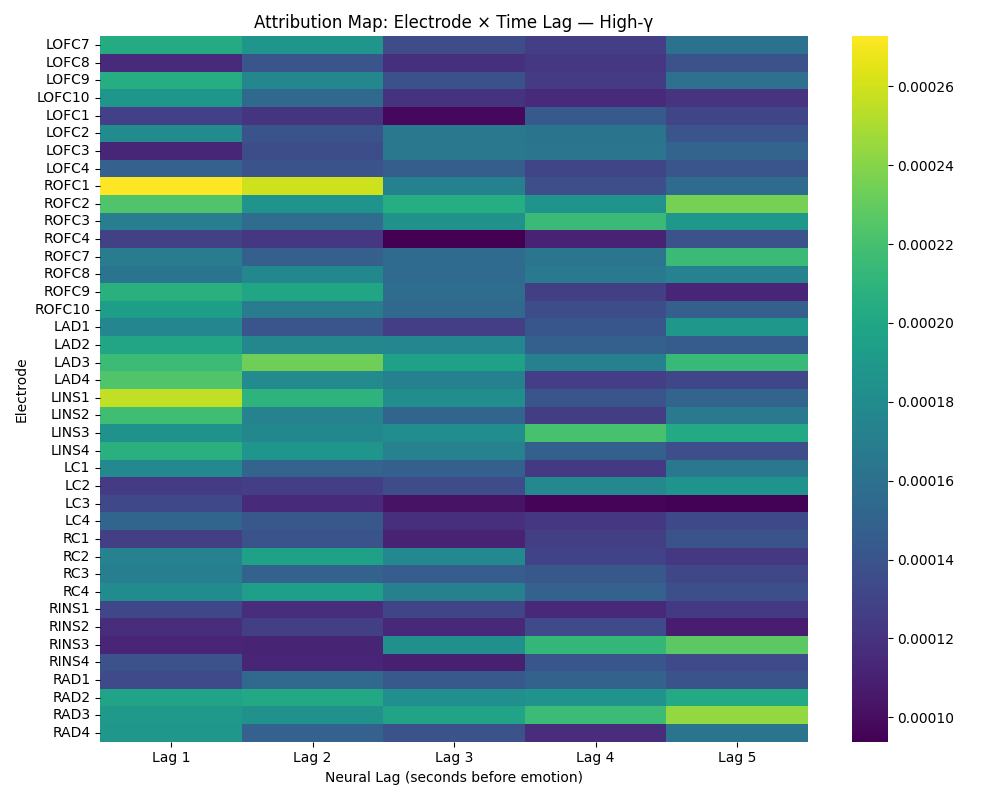 Attribution Map: Electrode × Time Lag — High-γ
LOFC7
LOFC8
LOFC9
LOFC10
LOFC1
LOFC2
LOFC3
LOFC4
ROFC1
ROFC2
ROFC3
ROFC4
ROFC7
ROFC8
ROFC9
ROFC10
LAD1
LAD2
LAD3
LAD4
LINS1
LINS2
LINS3
LINS4
LC1
LC2
LC3
LC4
RC1
RC2
RC3
RC4
RINS1
RINS2
RINS3
RINS4
RAD1
RAD2
RAD3
RAD4
Electrode
Lag 1 Lag 2 Lag 3 Lag 4 Lag 5
Neural Lag (seconds before emotion)
0.00026
0.00024
0.00022
0.00020
0.00018
0.00016
0.00014
0.00012
0.00010